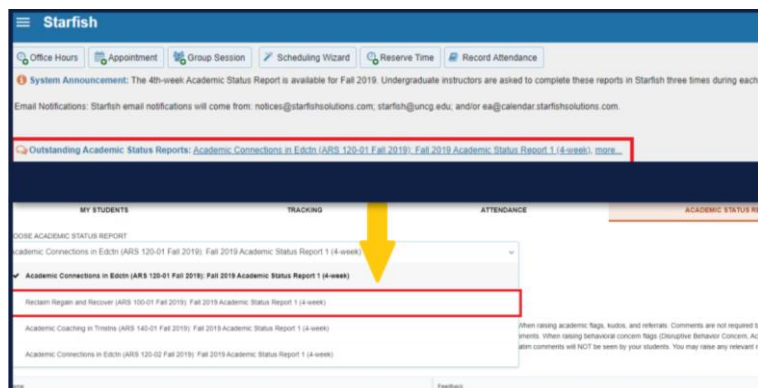 Starfish
Office Hours Appointment Group Session Scheduling Wizard Reserve Time Record Attendance
System Announcement: The 4th-week Academic Status Report is available for Fall 2019. Undergraduate instructors are asked to complete these reports in Starfish three times during each
Email Notifications: Starfish email notifications will come from: notices@starfishsolutions.com; starfish@uncg.edu; and/or ea@calendar.starfishsolutions.com.
Outstanding Academic Status Reports: Academic Connections in Edctn (ARS 120-01 Fall 2019): Fall 2019 Academic Status Report 1 (4-week), more...
MY STUDENTS TRACKING ATTENDANCE ACADEMIC STATUS RE
OOSE ACADEMIC STATUS REPORT
cademic Connections in Edctn (ARS 120-01 Fall 2019): Fall 2019 Academic Status Report 1 (4-week)
Academic Connections in Edctn (ARS 120-01 Fall 2019): Fall 2019 Academic Status Report 1 (4-week)
Reclaim Regain and Recover (ARS 100-01 Fall 2019): Fall 2019 Academic Status Report 1 (4-week)
Academic Coaching in Trnstns (ARS 140-01 Fall 2019): Fall 2019 Academic Status Report 1 (4-week)
When raising academic flags, kudos, and referrals: Comments are not required b
ments. When raising behavioral concern flags (Disruptive Behavior Concern, Ac
Academic Connections in Edctn (ARS 120-02 Fall 2019): Fall 2019 Academic Status Report 1 (4-week)
comments will NOT be seen by your students. You may raise any relevant
Feedback